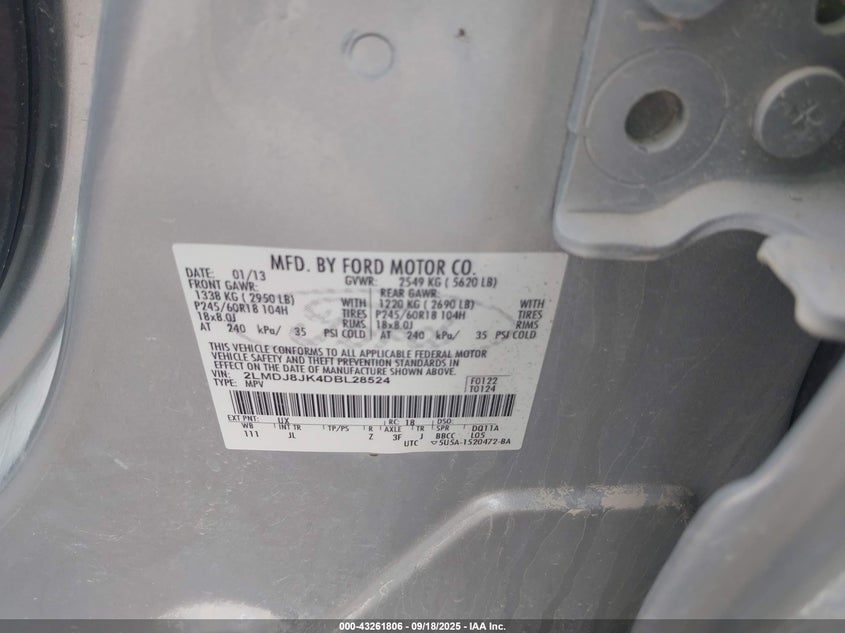 MFD. BY FORD MOTOR CO.
DATE: 01/13 GVWR: 2549 KG ( 5620 LB)
FRONT GAWR: REAR GAWR:
1338 KG ( 2950 LB) WITH 1220 KG ( 2690 LB) WITH
P245/60R18 104H TIRES P245/60R18 104H TIRES
18x8.0J RIMS 18x8.0J RIMS
AT 240 kPa/ 35 PSI COLD AT 240 kPa/ 35 PSI COLD
THIS VEHICLE CONFORMS TO ALL APPLICABLE FEDERAL MOTOR
VEHICLE SAFETY AND THEFT PREVENTION STANDARDS IN
EFFECT ON THE DATE OF MANUFACTURE SHOWN ABOVE.
VIN: 2LMDJ8JK4DBL28524 F0122
TYPE: MPV T0124
EXT PNT: UX RC: 18 DSO:
WB INT TR TP/PS R AXLE TR SPR DQ11A
111 JL Z 3F J BBCC L05
UTC 5U5A-1520472-BA
000-43261806 - 09/18/2025 - IAA Inc.